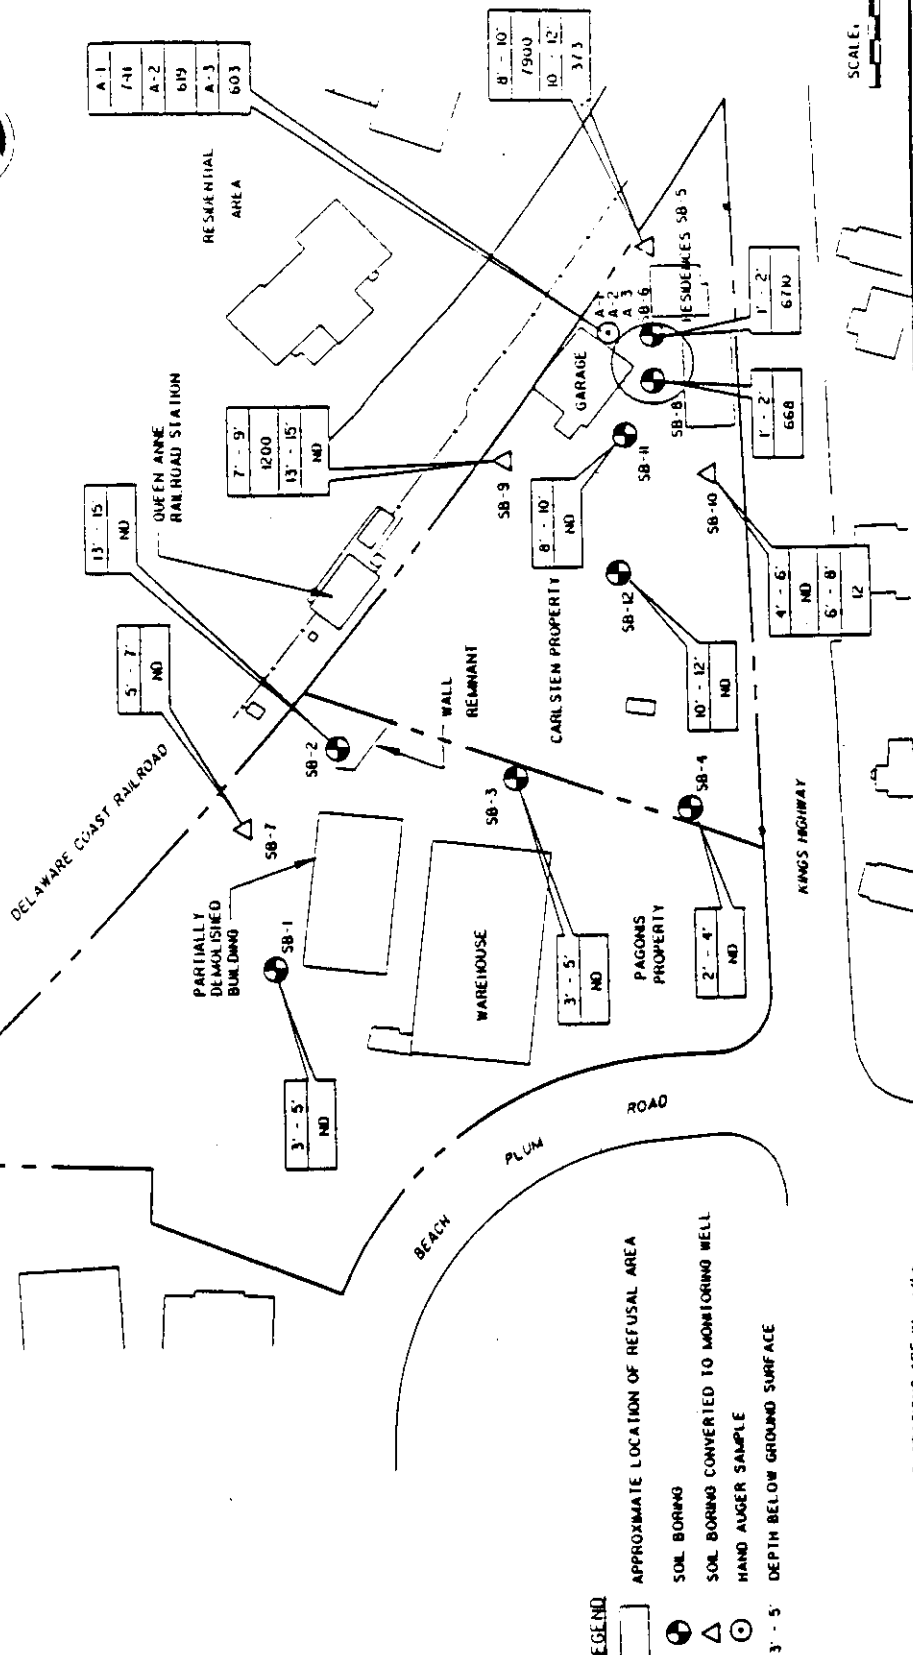 A-1
741
A-2
619
A-3
603
8' - 10'
7900
10' - 12'
373
SCALE:
RESIDENTIAL
AREA
QUEEN ANNE
RAILROAD STATION
13' - 15'
ND
7' - 9'
1200
13' - 15'
ND
5' - 7'
ND
DELAWARE COAST RAILROAD
SB-2
SB-7
SB-9
GARAGE
A-1
A-2
A-3
SB-6
RESIDENCES
SB-5
SB-8
SB-11
SB-10
SB-12
1' - 2'
6710
1' - 2'
668
8' - 10'
ND
4' - 6'
ND
6' - 8'
12
10' - 12'
ND
CARLSTEN PROPERTY
WALL
REMNANT
SB-3
SB-4
KINGS HIGHWAY
PARTIALLY
DEMOLISHED
BUILDING
SB-1
WAREHOUSE
PAGONIS
PROPERTY
3' - 5'
ND
2' - 4'
ND
3' - 5'
ND
BEACH PLUM ROAD
EGEND
APPROXIMATE LOCATION OF REFUSAL AREA
SOIL BORING
SOIL BORING CONVERTED TO MONITORING WELL
HAND AUGER SAMPLE
3' - 5' DEPTH BELOW GROUND SURFACE